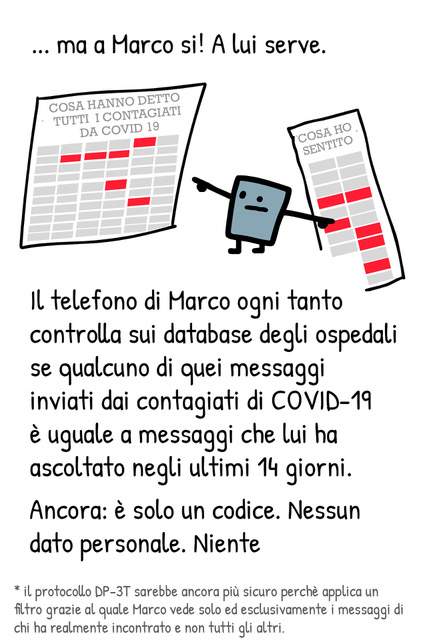 ... ma a Marco si! A lui serve.
COSA HANNO DETTO
TUTTI I CONTAGIATI
DA COVID 19
COSA HO
SENTITO
Il telefono di Marco ogni tanto
controlla sui database degli ospedali
se qualcuno di quei messaggi
inviati dai contagiati di COVID-19
è uguale a messaggi che lui ha
ascoltato negli ultimi 14 giorni.
Ancora: è solo un codice. Nessun
dato personale. Niente
* il protocollo DP-3T sarebbe ancora più sicuro perchè applica un
filtro grazie al quale Marco vede solo ed esclusivamente i messaggi di
chi ha realmente incontrato e non tutti gli altri.